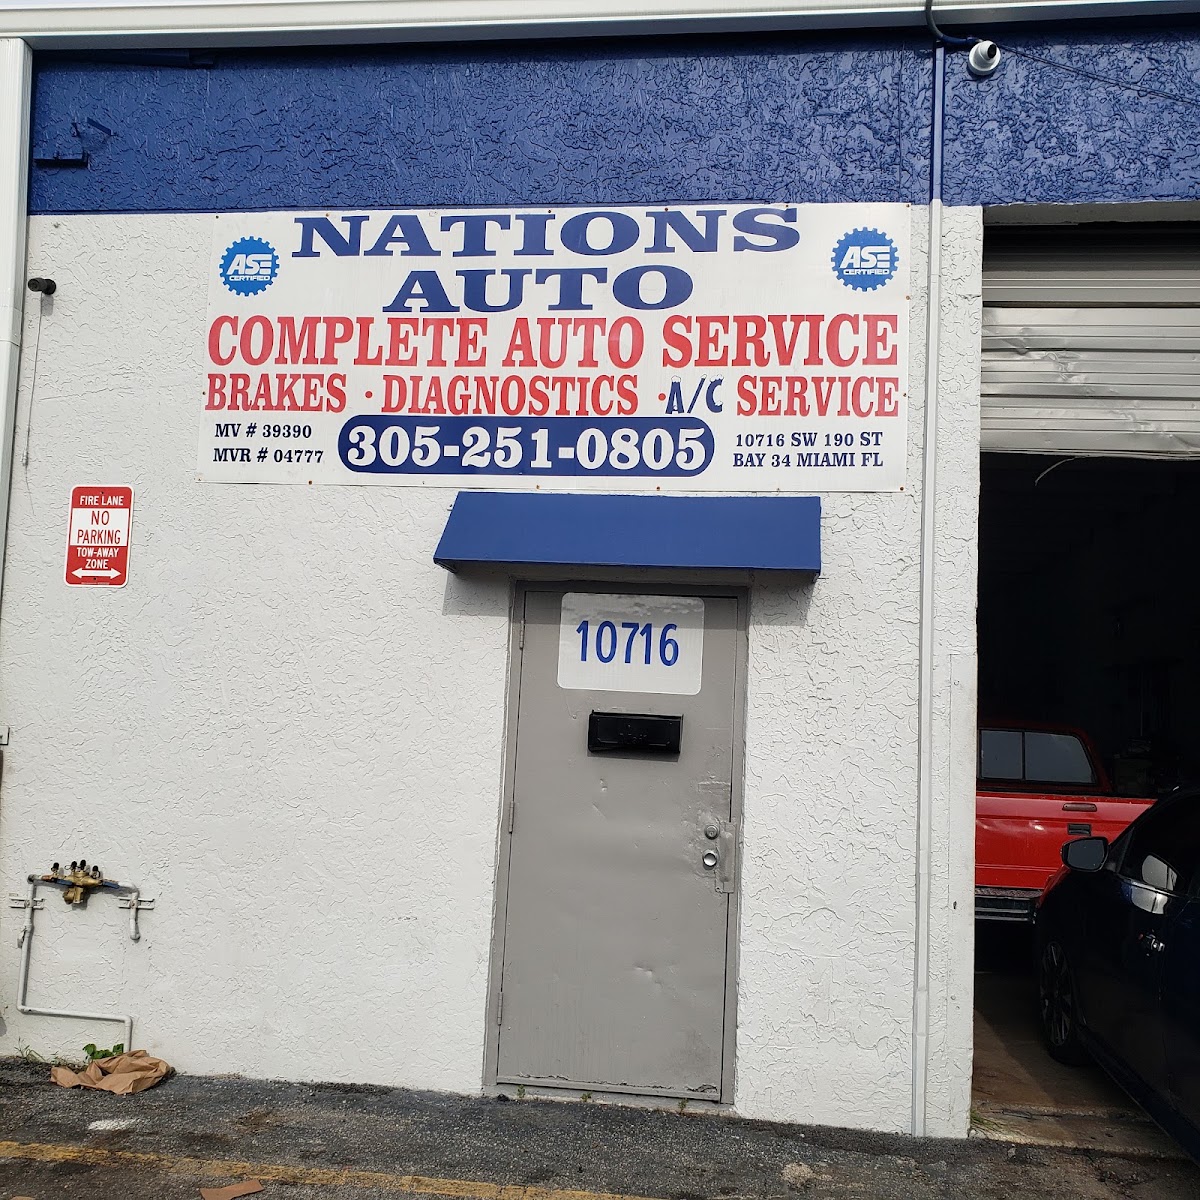 NATIONS
AUTO
ASE
CERTIFIED
ASE
CERTIFIED
COMPLETE AUTO SERVICE
BRAKES · DIAGNOSTICS · A/C SERVICE
MV # 39390
MVR # 04777
305-251-0805
10716 SW 190 ST
BAY 34 MIAMI FL
FIRE LANE
NO
PARKING
TOW-AWAY
ZONE
10716